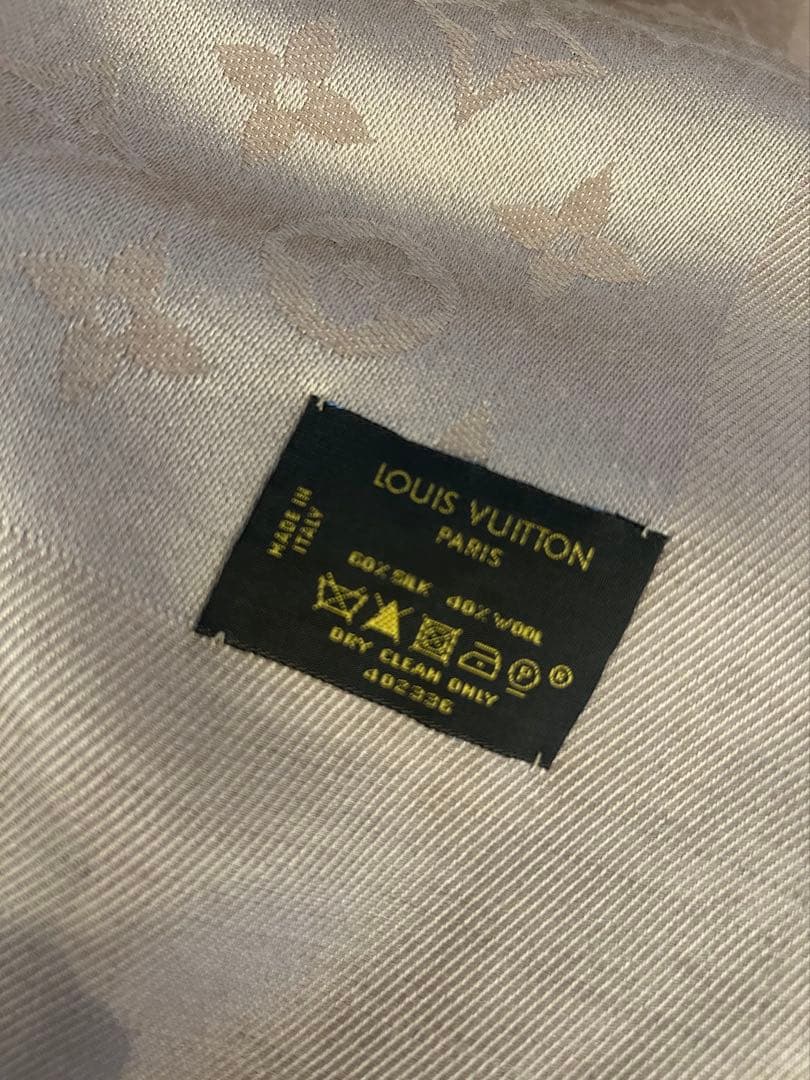 LOUIS VUITTON
PARIS
MADE IN
ITALY
60% SILK 40% WOOL
P ®
DRY CLEAN ONLY
402336